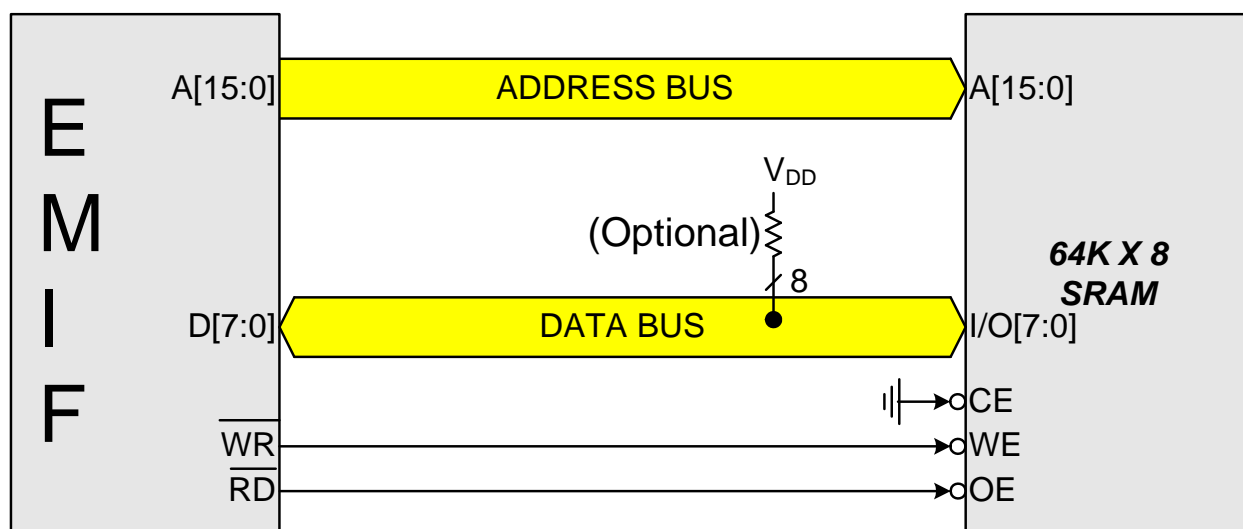 E
M
I
F
A[15:0]
ADDRESS BUS
A[15:0]
VDD
(Optional)
8
64K X 8
SRAM
D[7:0]
DATA BUS
I/O[7:0]
CE
WR
WE
RD
OE